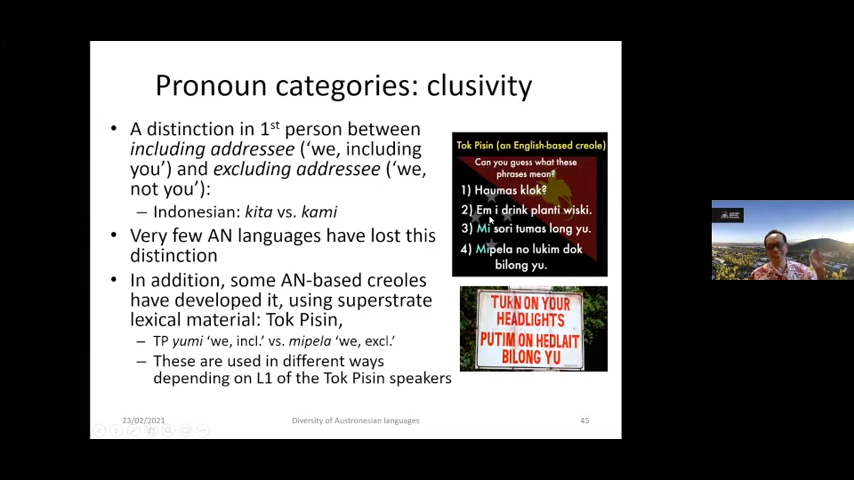 Pronoun categories: clusivity
• A distinction in 1st person between
including addressee (‘we, including
you’) and excluding addressee (‘we,
not you’):
– Indonesian: kita vs. kami
• Very few AN languages have lost this
distinction
• In addition, some AN-based creoles
have developed it, using superstrate
lexical material: Tok Pisin,
– TP yumi ‘we, incl.’ vs. mipela ‘we, excl.’
– These are used in different ways
depending on L1 of the Tok Pisin speakers
Tok Pisin (an English-based creole)
Can you guess what these
phrases mean?
1) Haumas klok?
2) Em i drink planti wiski.
3) Mi sori tumas long yu.
4) Mipela no lukim dok
bilong yu.
TURN ON YOUR
HEADLIGHTS
PUTIM ON HEDLAIT
BILONG YU
23/02/2021
Diversity of Austronesian languages
45